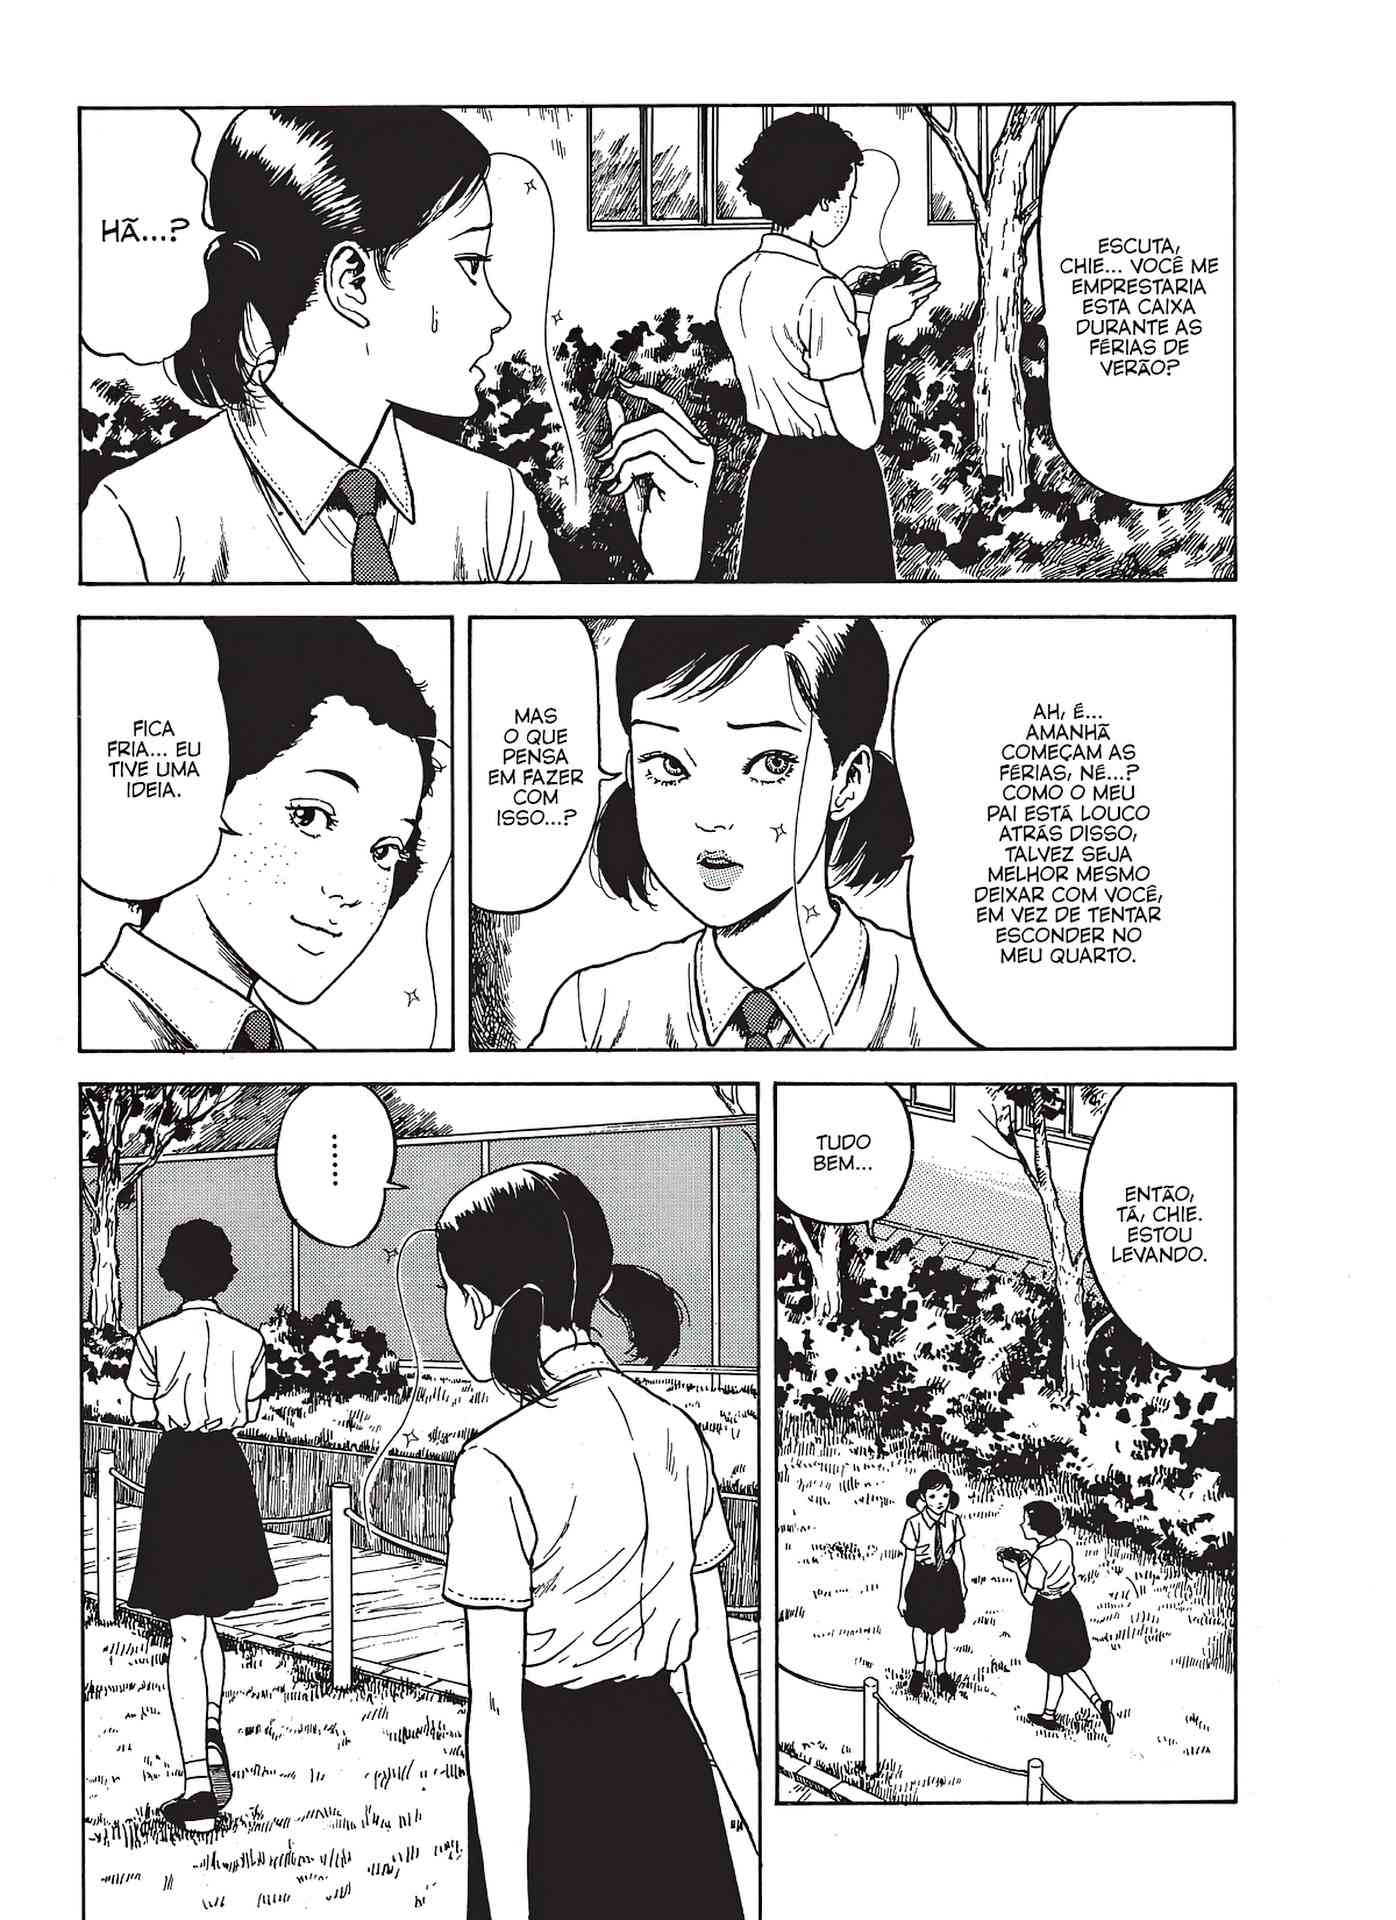 ESCUTA,
CHIE... VOCÊ ME
EMPRESTARIA
ESTA CAIXA
DURANTE AS
FÉRIAS DE
VERÃO?
HÃ...?
AH, É...
AMANHÃ
COMEÇAM AS
FÉRIAS, NÉ...?
COMO O MEU
PAI ESTÁ LOUCO
ATRÁS DISSO,
TALVEZ SEJA
MELHOR MESMO
DEIXAR COM VOCÊ,
EM VEZ DE TENTAR
ESCONDER NO
MEU QUARTO.
MAS
O QUE
PENSA
EM FAZER
COM
ISSO...?
FICA
FRIA... EU
TIVE UMA
IDEIA.
ENTÃO,
TÁ, CHIE.
ESTOU
LEVANDO.
TUDO
BEM...
......